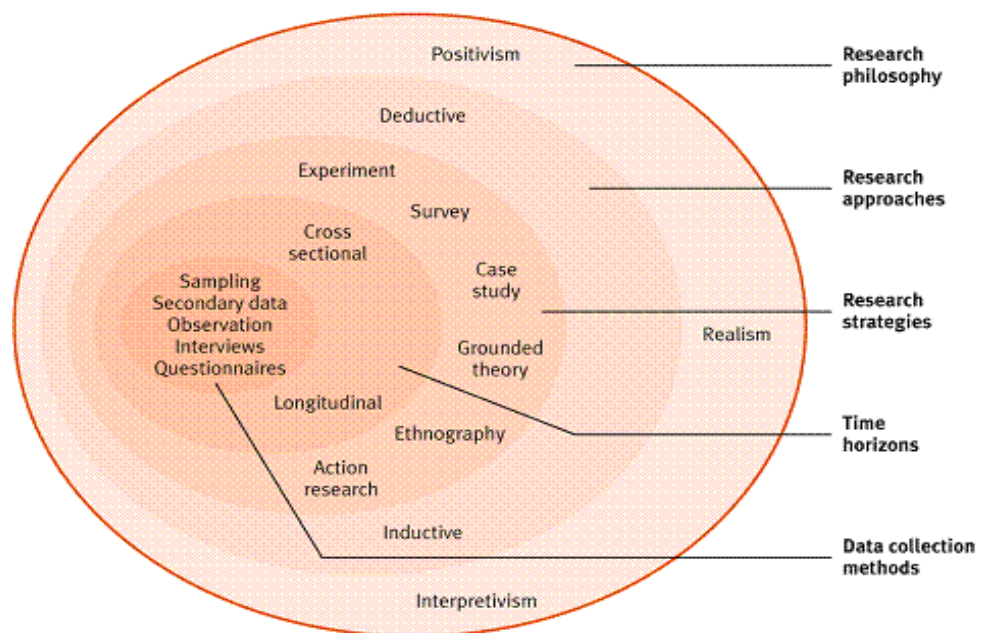 Positivism
Research
philosophy
Deductive
Experiment
Research
approaches
Survey
Cross
sectional
Case
study
Sampling
Secondary data
Observation
Interviews
Questionnaires
Research
strategies
Realism
Grounded
theory
Longitudinal
Ethnography
Time
horizons
Action
research
Inductive
Data collection
methods
Interpretivism